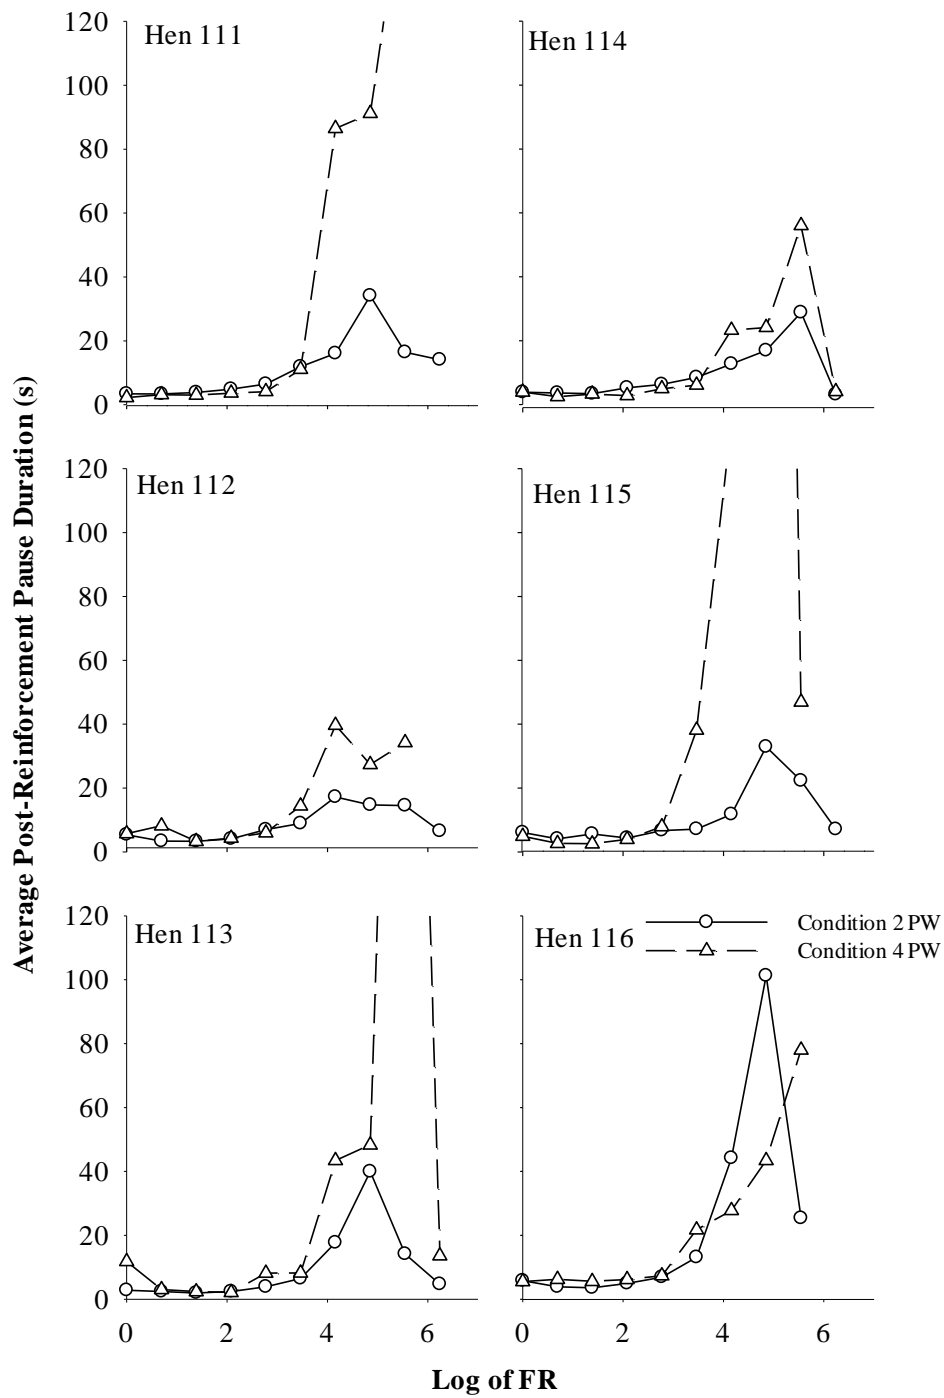 120
Hen 111
Hen 114
100
80
60
40
20
0
120
Hen 112
Hen 115
100
80
60
40
20
0
Average Post-Reinforcement Pause Duration (s)
120
Hen 113
Hen 116
Condition 2 PW
Condition 4 PW
100
80
60
40
20
0
0 2 4 6 0 2 4 6
Log of FR